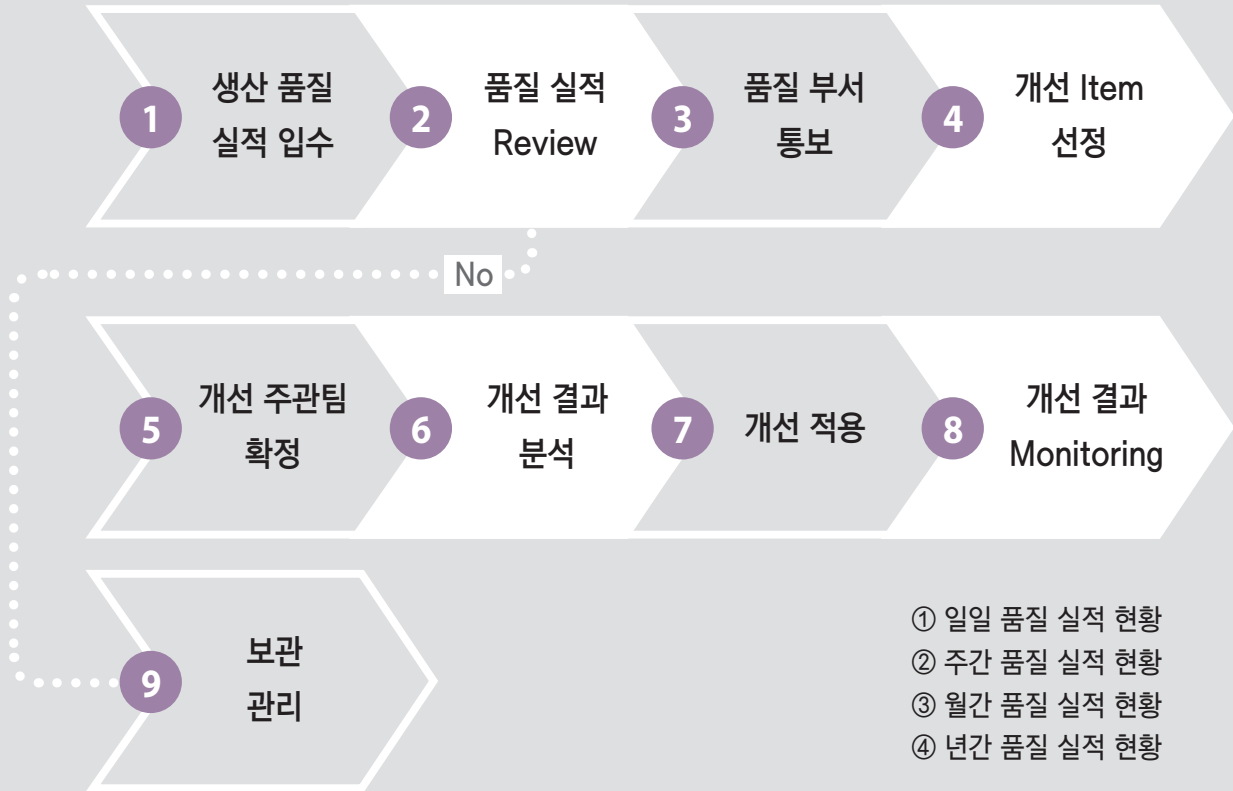 1
생산 품질
실적 입수
2
품질 실적
Review
3
품질 부서
통보
4
개선 Item
선정
No
5
개선 주관팀
확정
6
개선 결과
분석
7
개선 적용
8
개선 결과
Monitoring
9
보관
관리
① 일일 품질 실적 현황
② 주간 품질 실적 현황
③ 월간 품질 실적 현황
④ 년간 품질 실적 현황